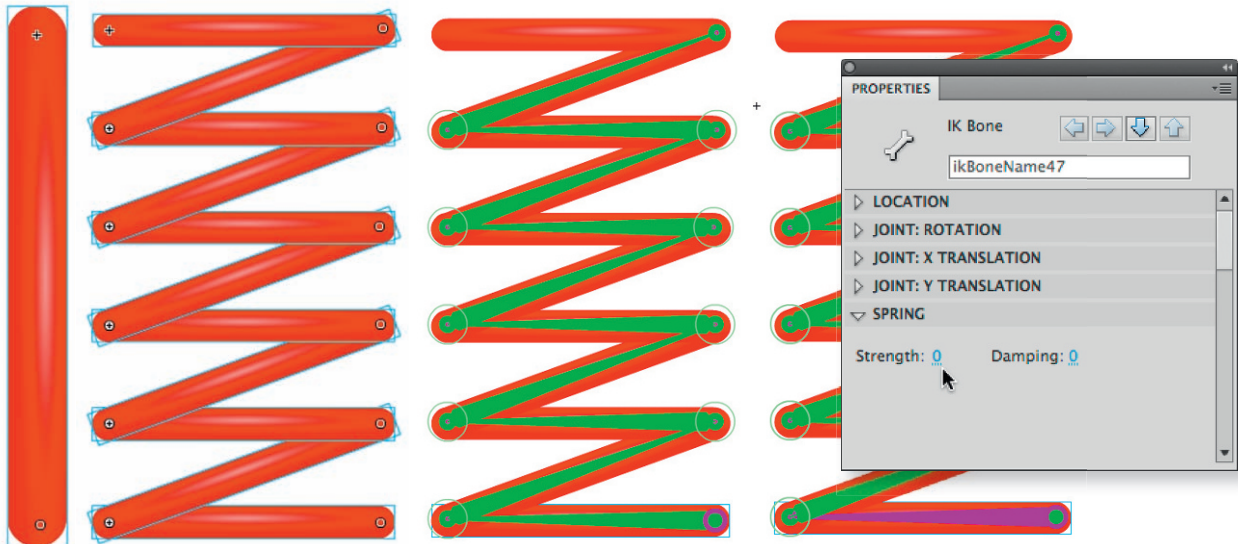 PROPERTIES
IK Bone
ikBoneName47
LOCATION
JOINT: ROTATION
JOINT: X TRANSLATION
JOINT: Y TRANSLATION
SPRING
Strength: 0 Damping: 0